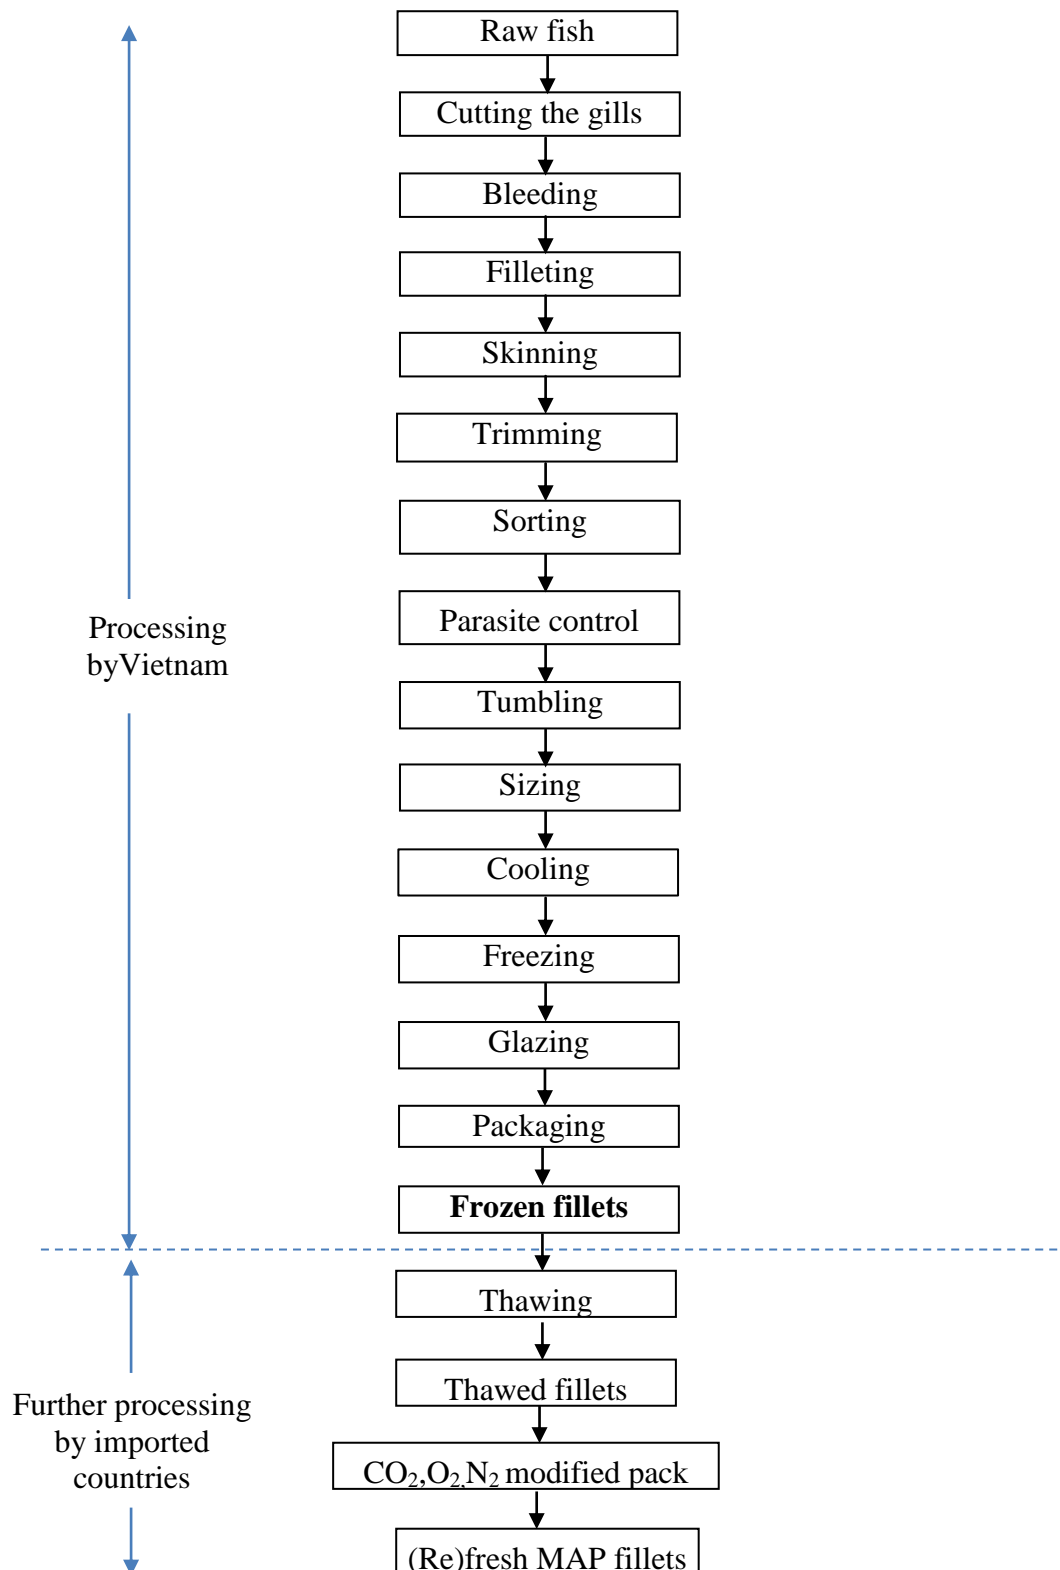 Raw fish
Cutting the gills
Bleeding
Filleting
Skinning
Trimming
Sorting
Parasite control
Tumbling
Sizing
Cooling
Freezing
Glazing
Packaging
Frozen fillets
Processing
byVietnam
Thawing
Thawed fillets
CO₂,O₂,N₂ modified pack
(Re)fresh MAP fillets
Further processing
by imported
countries